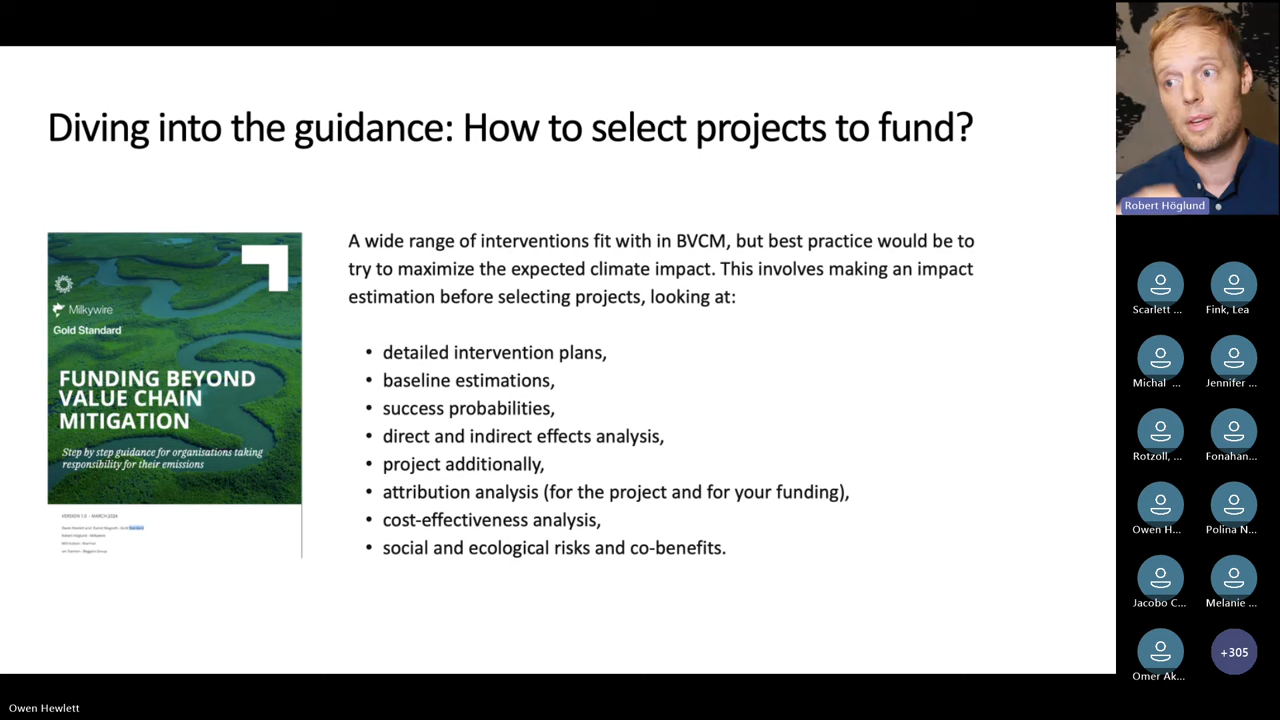 Diving into the guidance: How to select projects to fund?
Milkywire
Gold Standard
FUNDING BEYOND
VALUE CHAIN
MITIGATION
Step by step guidance for organisations taking
responsibility for their emissions
VERSION 1.0 - MARCH 2024
A wide range of interventions fit with in BVCM, but best practice would be to
try to maximize the expected climate impact. This involves making an impact
estimation before selecting projects, looking at:
• detailed intervention plans,
• baseline estimations,
• success probabilities,
• direct and indirect effects analysis,
• project additionally,
• attribution analysis (for the project and for your funding),
• cost-effectiveness analysis,
• social and ecological risks and co-benefits.
Robert Höglund
Scarlett ...
Fink, Lea
Michal ...
Jennifer ...
Rotzoll, ...
Fonahan...
Owen H...
Polina N...
Jacobo C...
Melanie ...
Omer Ak...
+305
Owen Hewlett